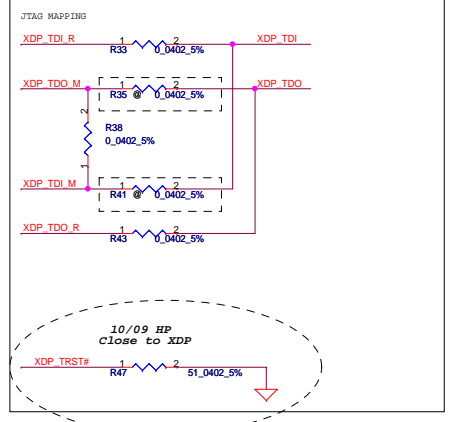 JTAG MAPPING
XDP_TDI_R 1 2 XDP_TDI
R33 0_0402_5%
XDP_TDO_M 1 2 XDP_TDO
R35 @ 0_0402_5%
2
R38
0_0402_5%
1
XDP_TDI_M 1 2
R41 @ 0_0402_5%
XDP_TDO_R 1 2
R43 0_0402_5%
10/09 HP
Close to XDP
XDP_TRST# 1 2
R47 51_0402_5%